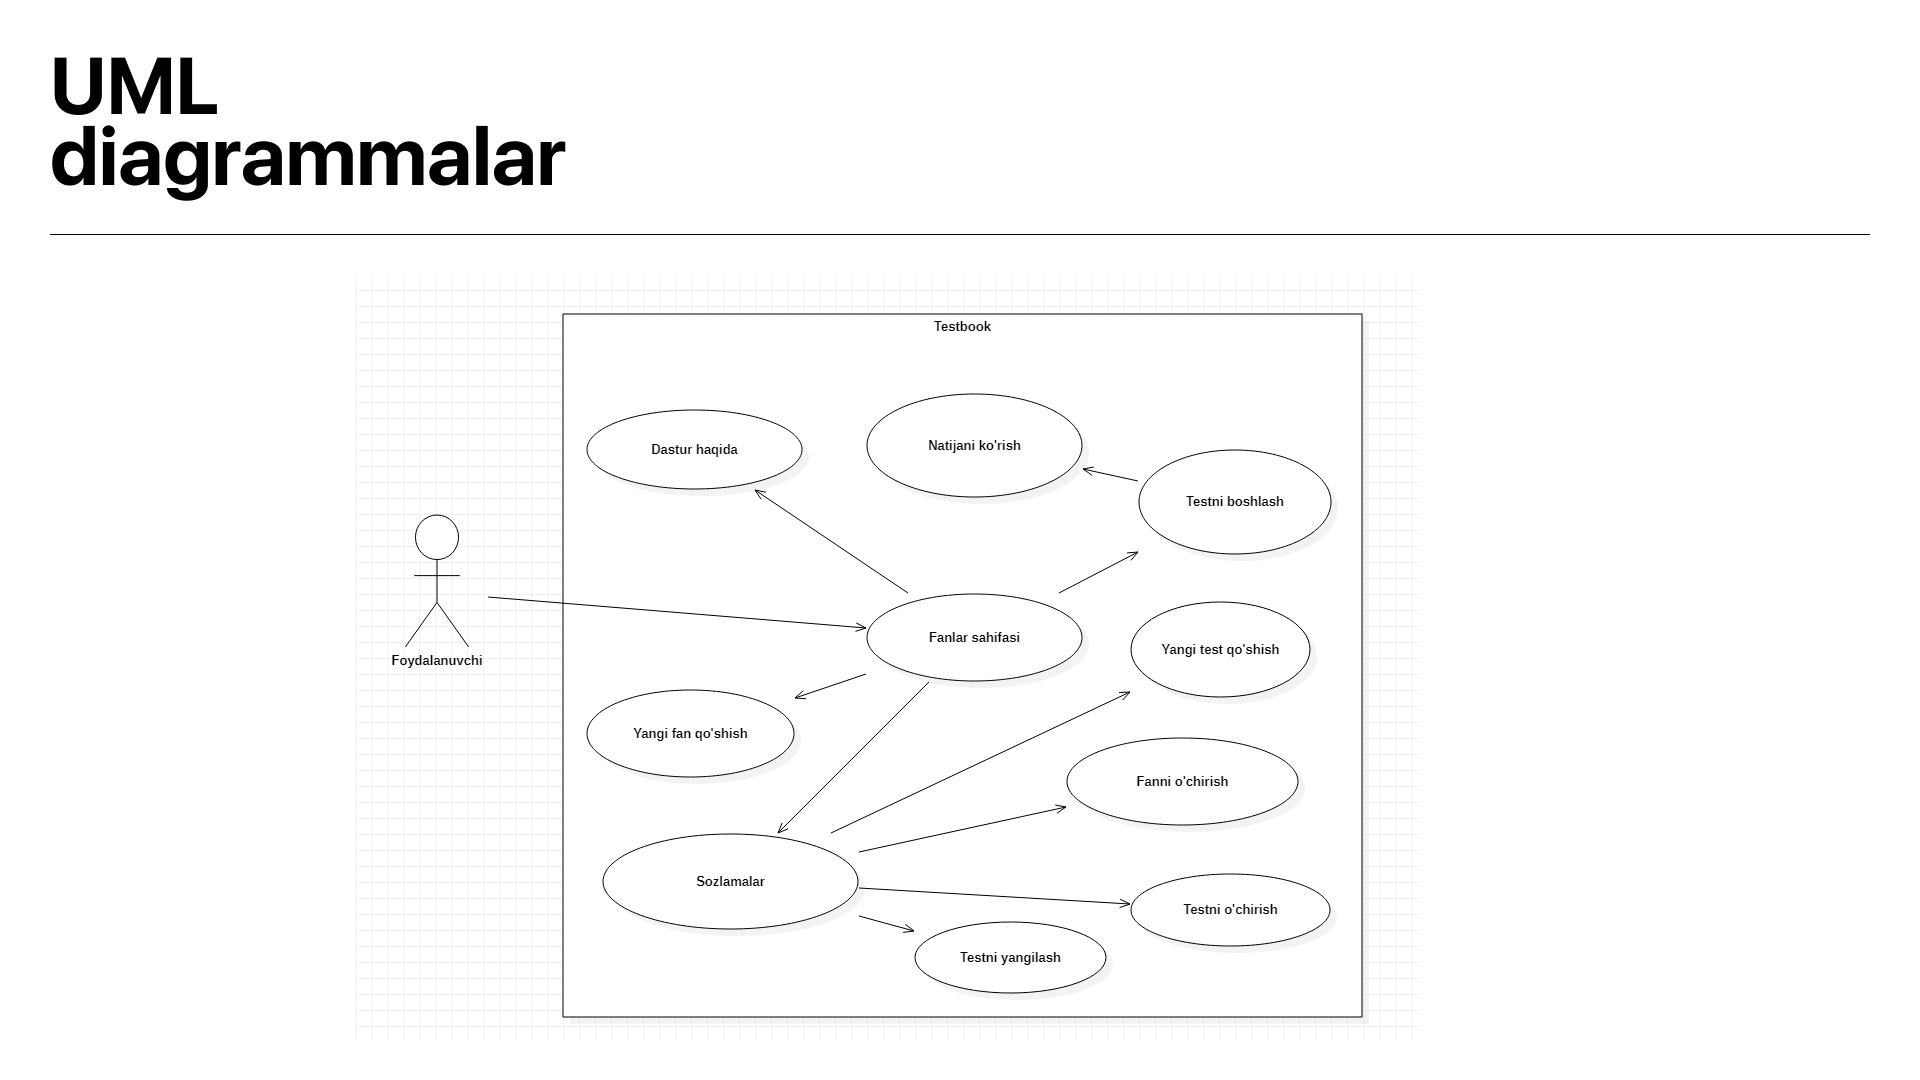 UML
diagrammalar
Testbook
Dastur haqida
Natijani ko'rish
Testni boshlash
Foydalanuvchi
Fanlar sahifasi
Yangi test qo'shish
Yangi fan qo'shish
Fanni o'chirish
Sozlamalar
Testni o'chirish
Testni yangilash